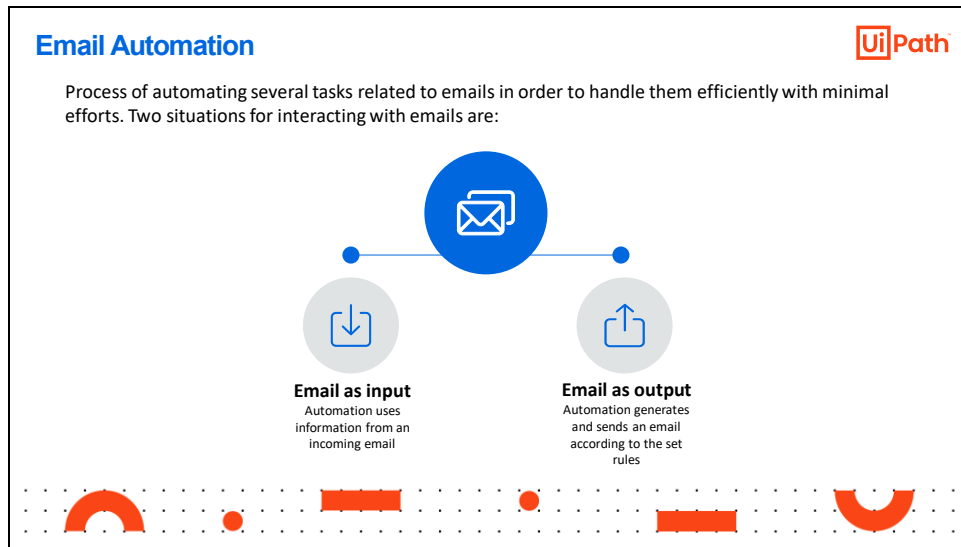 Email Automation
UiPath
Process of automating several tasks related to emails in order to handle them efficiently with minimal
efforts. Two situations for interacting with emails are:
Email as input
Automation uses
information from an
incoming email
Email as output
Automation generates
and sends an email
according to the set
rules